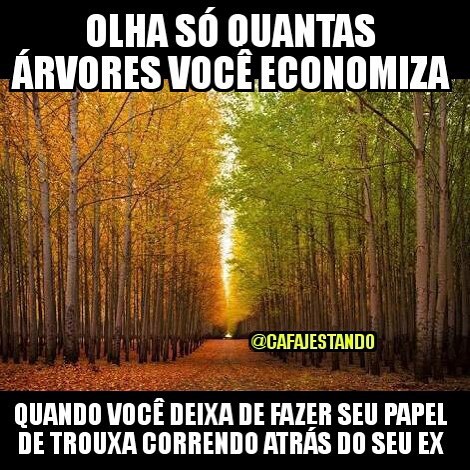 OLHA SÓ QUANTAS
ÁRVORES VOCÊ ECONOMIZA
@CAFAJESTANDO
QUANDO VOCÊ DEIXA DE FAZER SEU PAPEL
DE TROUXA CORRENDO ATRÁS DO SEU EX